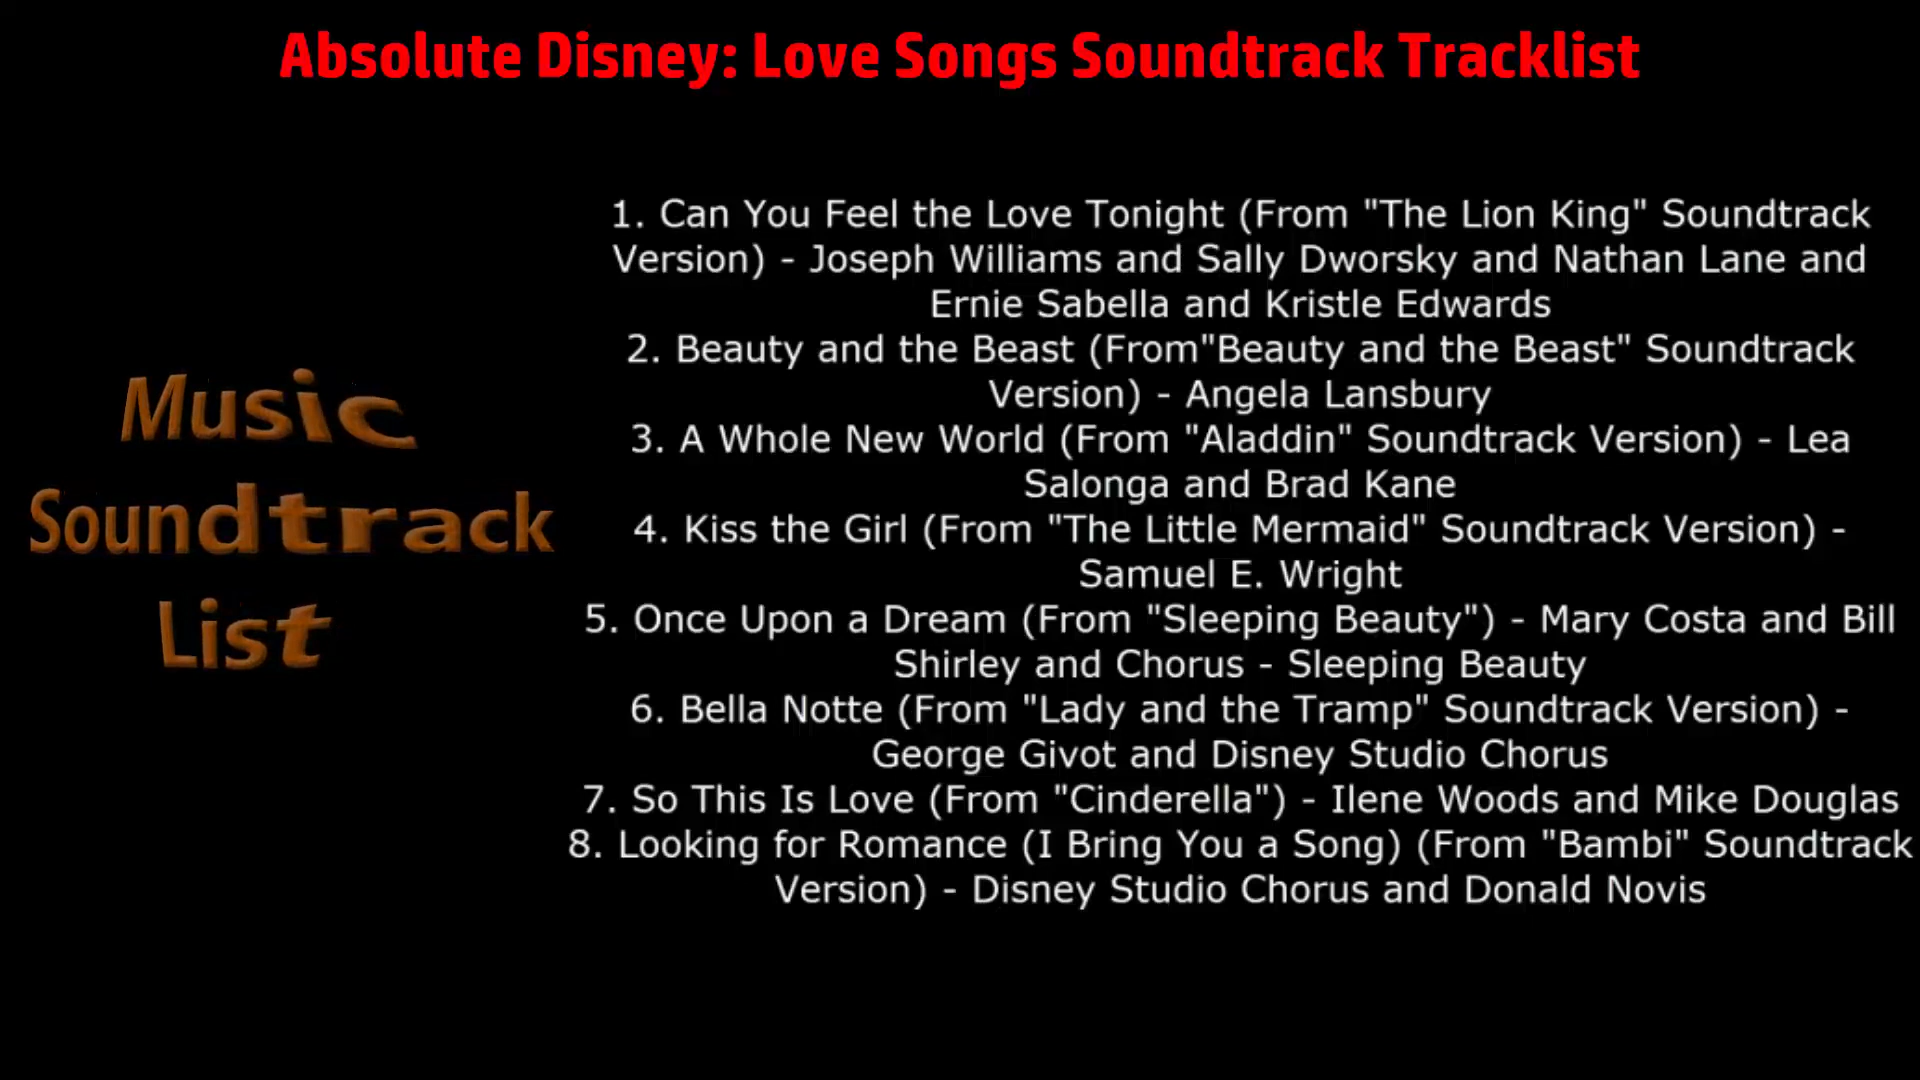 Absolute Disney: Love Songs Soundtrack Tracklist
Music
Soundtrack
List
1. Can You Feel the Love Tonight (From "The Lion King" Soundtrack
Version) - Joseph Williams and Sally Dworsky and Nathan Lane and
Ernie Sabella and Kristle Edwards
2. Beauty and the Beast (From"Beauty and the Beast" Soundtrack
Version) - Angela Lansbury
3. A Whole New World (From "Aladdin" Soundtrack Version) - Lea
Salonga and Brad Kane
4. Kiss the Girl (From "The Little Mermaid" Soundtrack Version) -
Samuel E. Wright
5. Once Upon a Dream (From "Sleeping Beauty") - Mary Costa and Bill
Shirley and Chorus - Sleeping Beauty
6. Bella Notte (From "Lady and the Tramp" Soundtrack Version) -
George Givot and Disney Studio Chorus
7. So This Is Love (From "Cinderella") - Ilene Woods and Mike Douglas
8. Looking for Romance (I Bring You a Song) (From "Bambi" Soundtrack
Version) - Disney Studio Chorus and Donald Novis